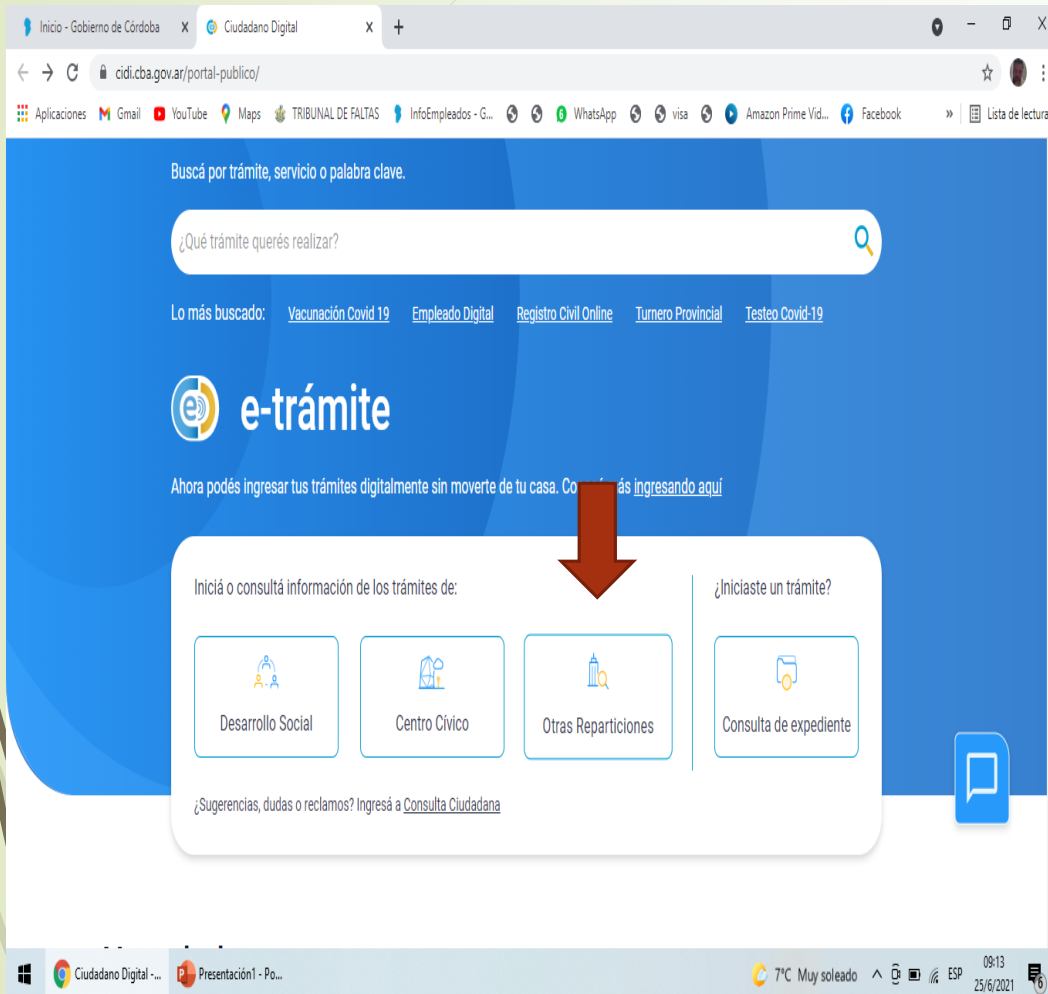 Inicio - Gobierno de Córdoba
Ciudadano Digital
cidi.cba.gov.ar/portal-publico/
Aplicaciones Gmail YouTube Maps TRIBUNAL DE FALTAS InfoEmpleados - G... WhatsApp visa Amazon Prime Vid... Facebook » Lista de lectura
Buscá por trámite, servicio o palabra clave.
¿Qué trámite querés realizar?
Lo más buscado: Vacunación Covid 19 Empleado Digital Registro Civil Online Turnero Provincial Testeo Covid-19
e-trámite
Ahora podés ingresar tus trámites digitalmente sin moverte de tu casa. ingresando aquí
Iniciá o consultá información de los trámites de:
¿Iniciaste un trámite?
Desarrollo Social
Centro Cívico
Otras Reparticiones
Consulta de expediente
¿Sugerencias, dudas o reclamos? Ingresá a Consulta Ciudadana
Ciudadano Digital -...
Presentación1 - Po...
7°C Muy soleado
ESP
09:13
25/6/2021
6